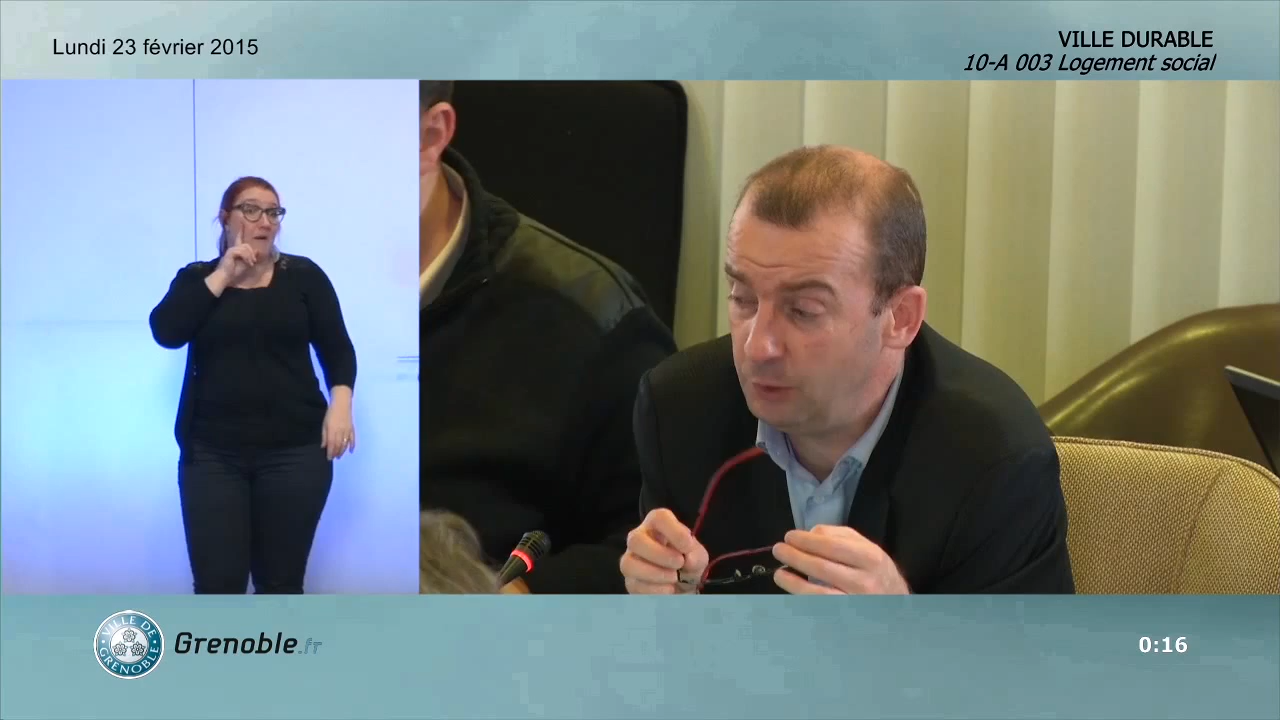 Lundi 23 février 2015
VILLE DURABLE
10-A 003 Logement social
VILLE DE
GRENOBLE
Grenoble.fr
0:16